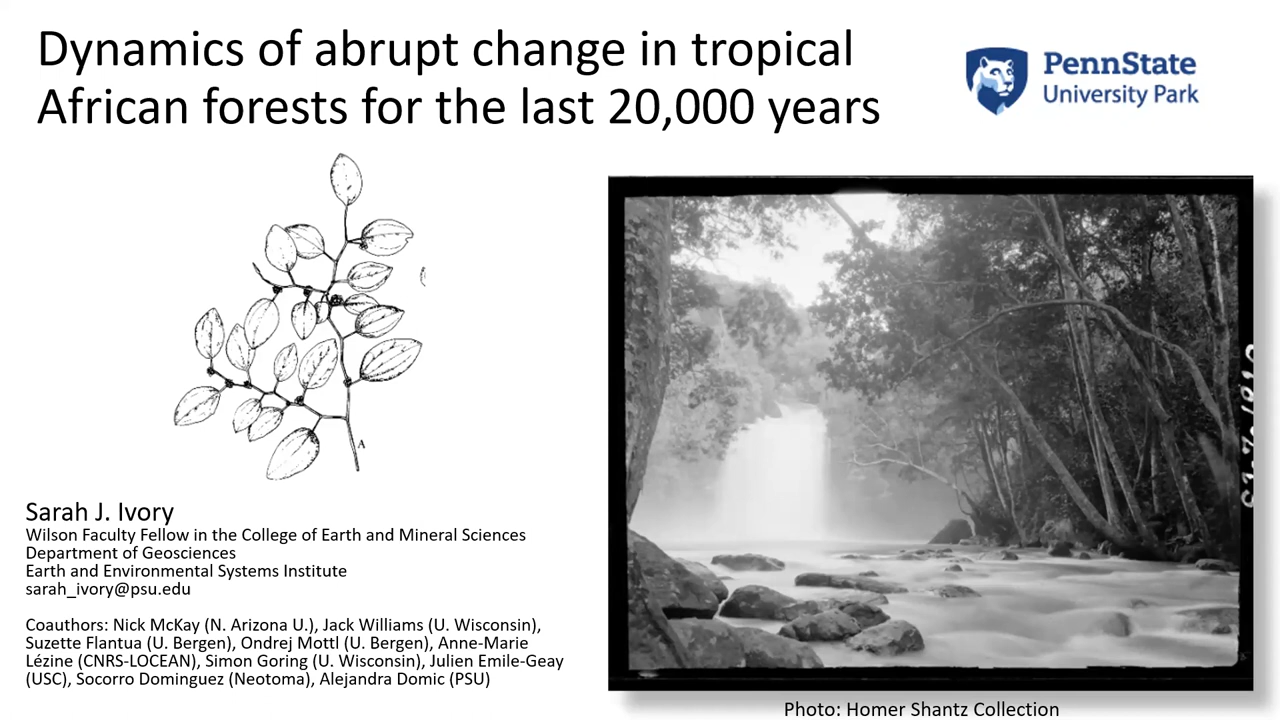 Dynamics of abrupt change in tropical
African forests for the last 20,000 years
PennState
University Park
A
Sarah J. Ivory
Wilson Faculty Fellow in the College of Earth and Mineral Sciences
Department of Geosciences
Earth and Environmental Systems Institute
sarah_ivory@psu.edu
Coauthors: Nick McKay (N. Arizona U.), Jack Williams (U. Wisconsin),
Suzette Flantua (U. Bergen), Ondrej Mottl (U. Bergen), Anne-Marie
Lézine (CNRS-LOCEAN), Simon Goring (U. Wisconsin), Julien Emile-Geay
(USC), Socorro Dominguez (Neotoma), Alejandra Domic (PSU)
Photo: Homer Shantz Collection